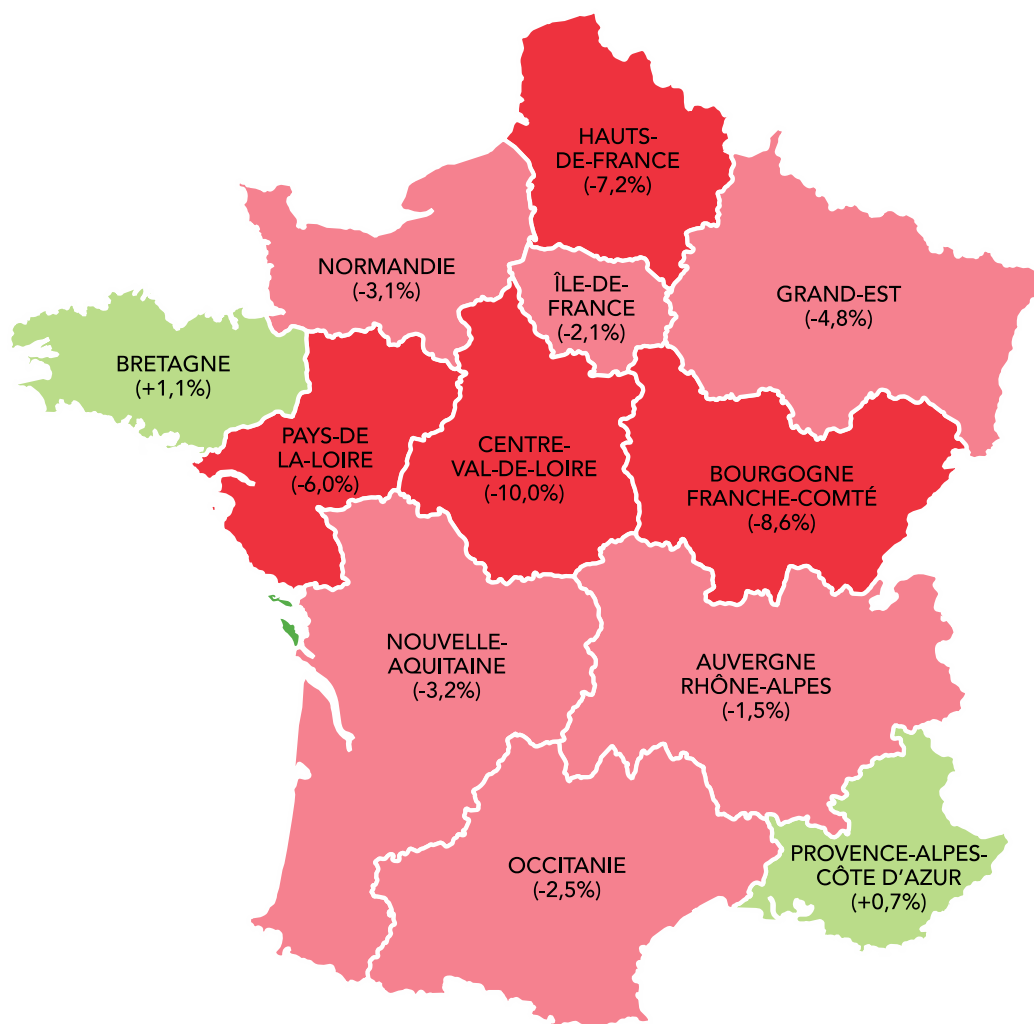 HAUTS-
DE-FRANCE
(-7,2%)
NORMANDIE
(-3,1%)
ÎLE-DE-
FRANCE
(-2,1%)
GRAND-EST
(-4,8%)
BRETAGNE
(+1,1%)
PAYS-DE
LA-LOIRE
(-6,0%)
CENTRE-
VAL-DE-LOIRE
(-10,0%)
BOURGOGNE
FRANCHE-COMTÉ
(-8,6%)
NOUVELLE-
AQUITAINE
(-3,2%)
AUVERGNE
RHÔNE-ALPES
(-1,5%)
OCCITANIE
(-2,5%)
PROVENCE-ALPES-
CÔTE D'AZUR
(+0,7%)